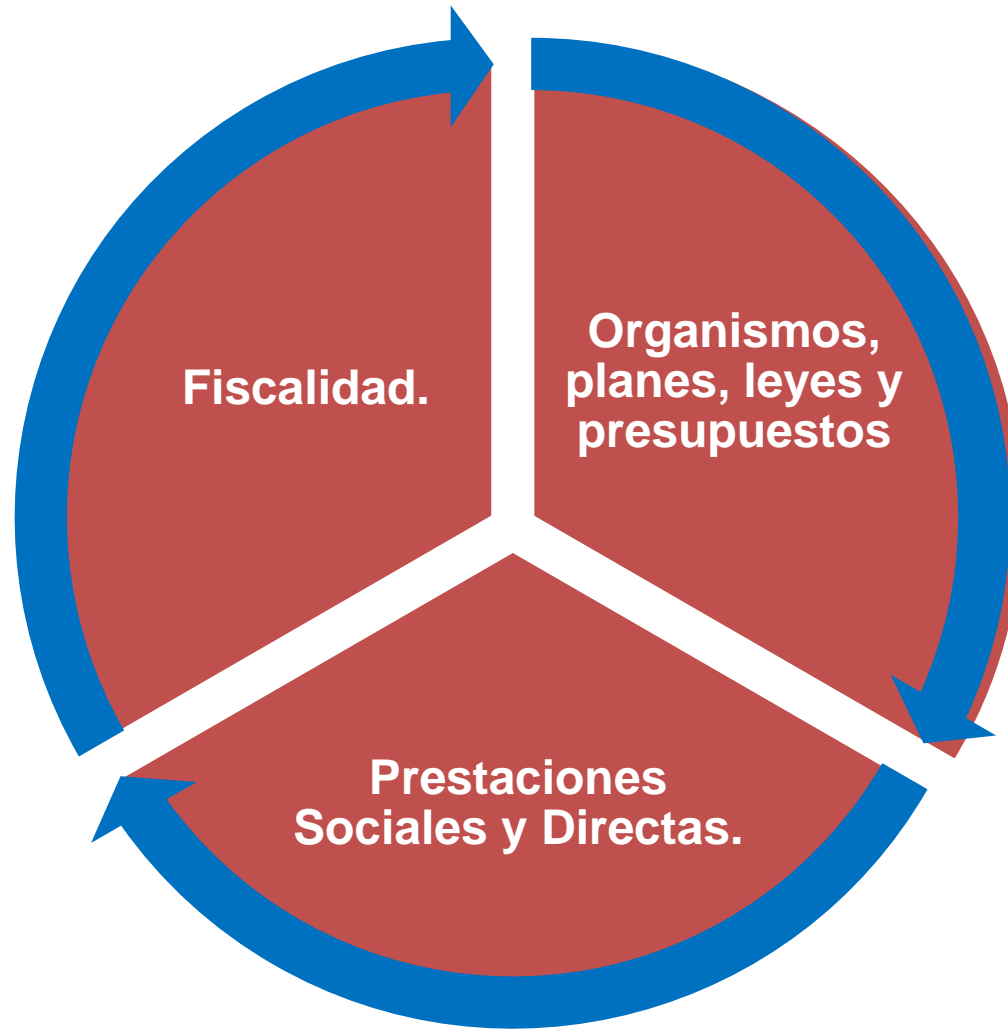 Fiscalidad.
Organismos,
planes, leyes y
presupuestos
Prestaciones
Sociales y Directas.